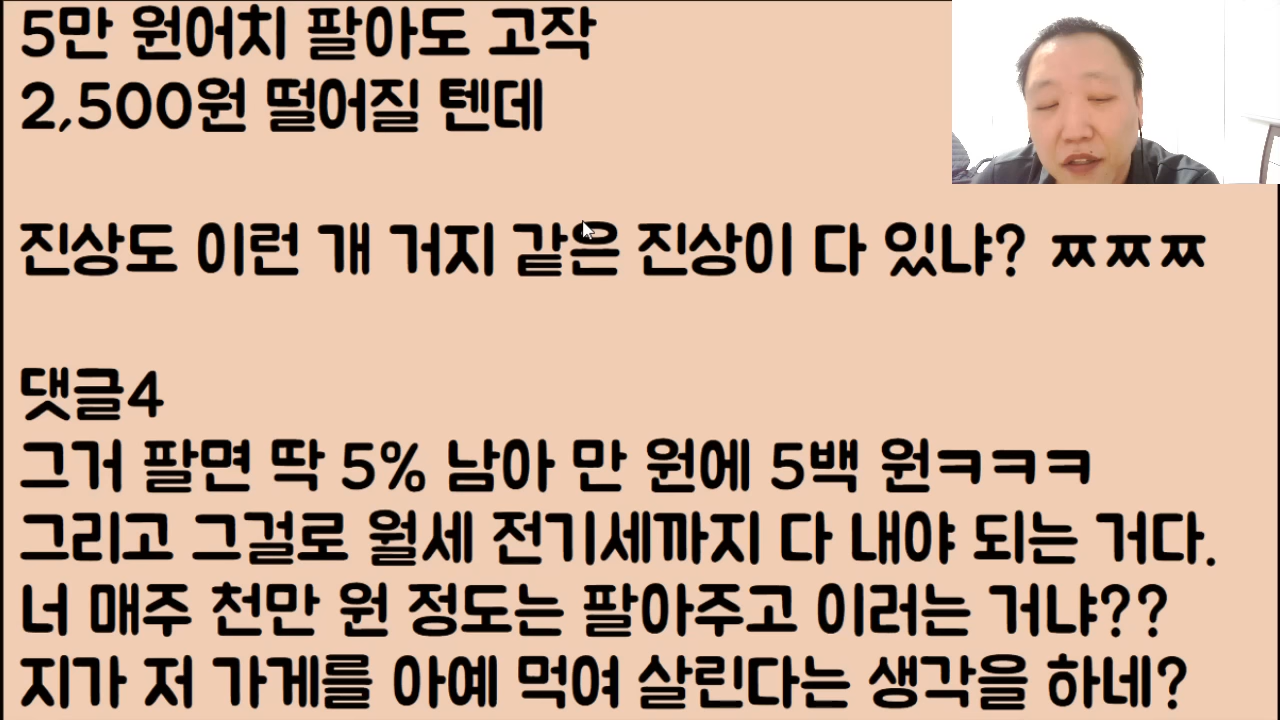 5만 원어치 팔아도 고작
2,500원 떨어질 텐데
진상도 이런 개 거지 같은 진상이 다 있냐? ㅉㅉㅉ
댓글4
그거 팔면 딱 5% 남아 만 원에 5백 원ㅋㅋㅋ
그리고 그걸로 월세 전기세까지 다 내야 되는 거다.
너 매주 천만 원 정도는 팔아주고 이러는 거냐??
지가 저 가게를 아예 먹여 살린다는 생각을 하네?